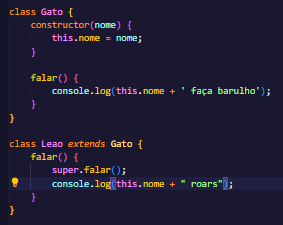 class Gato {
    constructor(nome) {
        this.nome = nome;
    }

    falar() {
        console.log(this.nome + ' faça barulho');
    }
}

class Leao extends Gato {
    falar() {
        super.falar();
        console.log(this.nome + " roars");
    }
}